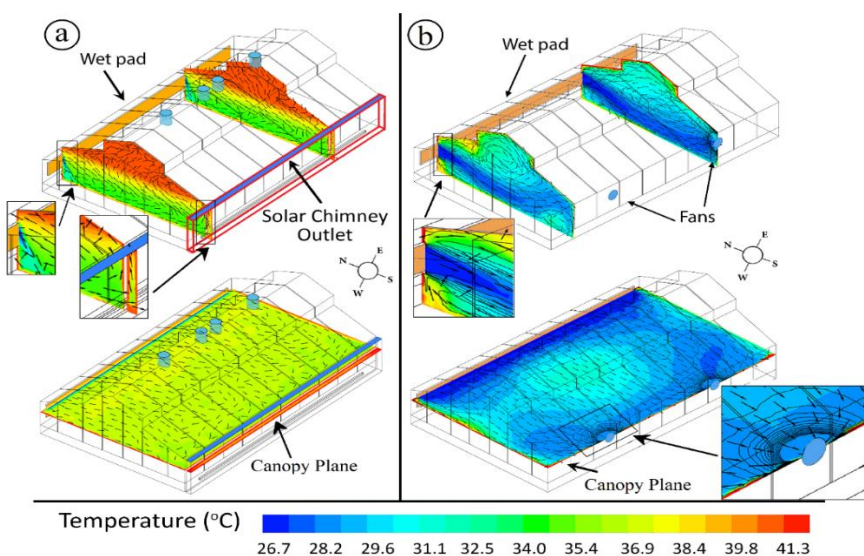 a
Wet pad
Solar Chimney
Outlet
N
E
W
S
Canopy Plane
b
Wet pad
Fans
N
E
W
S
Canopy Plane
Temperature (°C)
26.7 28.2 29.6 31.1 32.5 34.0 35.4 36.9 38.4 39.8 41.3